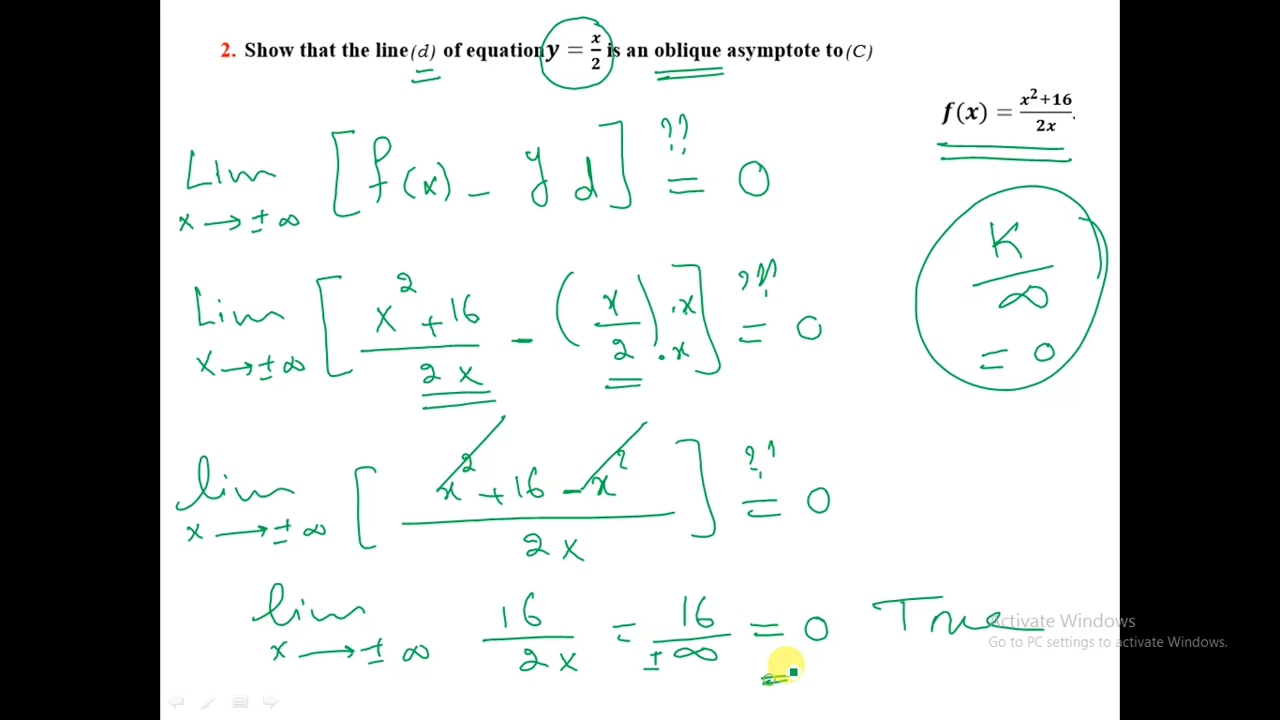 2. Show that the line (d) of equation y = x/2 is an oblique asymptote to (C)
f(x) = x²+16 / 2x.
Lim x → ± ∞ [f(x) - y d] ?? = 0
K / ∞ = 0
Lim x → ± ∞ [x² + 16 / 2x - (x/2) .x .x] ?? = 0
lim x → ± ∞ [x² + 16 - x² / 2x] ?? = 0
lim x → ± ∞ 16 / 2x = 16 / ± ∞ = 0 True
Activate Windows
Go to PC settings to activate Windows.